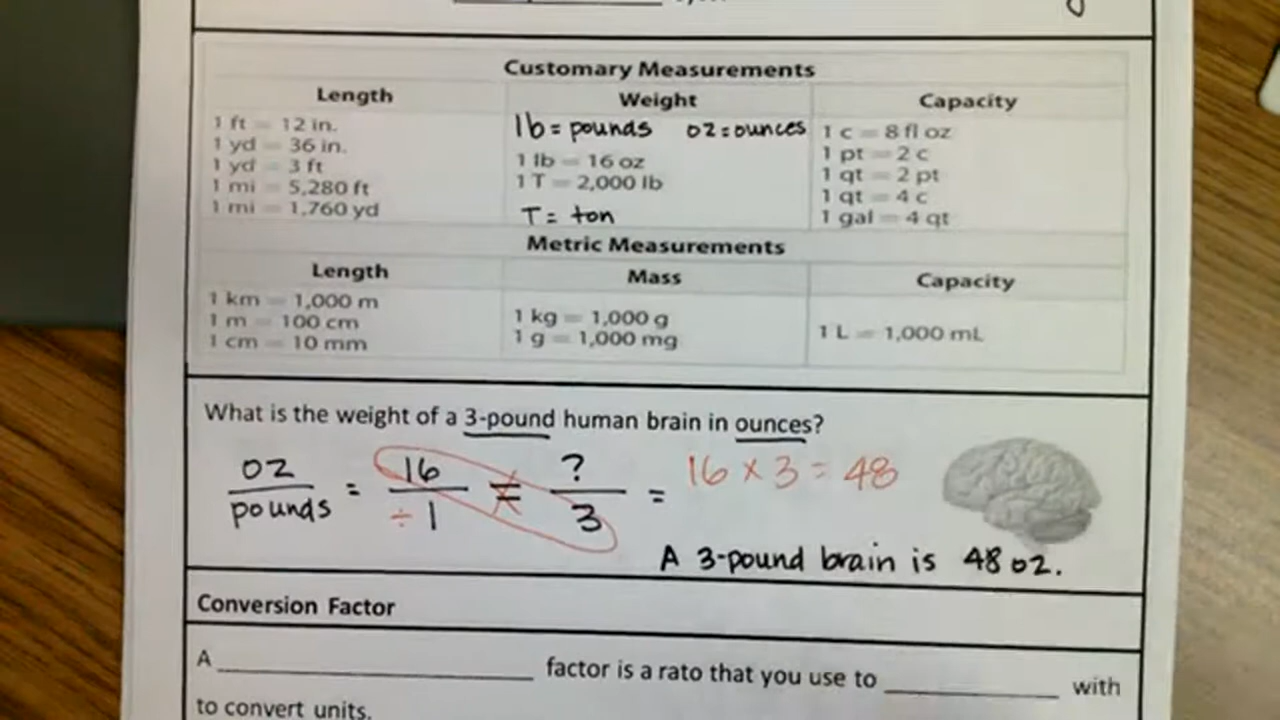 Customary Measurements
Length Weight Capacity
lb = pounds oz = ounces
1 ft = 12 in.
1 yd = 36 in.
1 yd = 3 ft
1 mi = 5,280 ft
1 mi = 1,760 yd
1 lb = 16 oz
1 T = 2,000 lb
T = ton
1 c = 8 fl oz
1 pt = 2 c
1 qt = 2 pt
1 qt = 4 c
1 gal = 4 qt
Metric Measurements
Length Mass Capacity
1 km = 1,000 m
1 m = 100 cm
1 cm = 10 mm
1 kg = 1,000 g
1 g = 1,000 mg
1 L = 1,000 mL
What is the weight of a 3-pound human brain in ounces?
oz/pounds = 16/÷ 1 = ?/3 = 16 × 3 = 48
A 3-pound brain is 48 oz.
Conversion Factor
A ____________ factor is a rato that you use to ____________ with
to convert units.